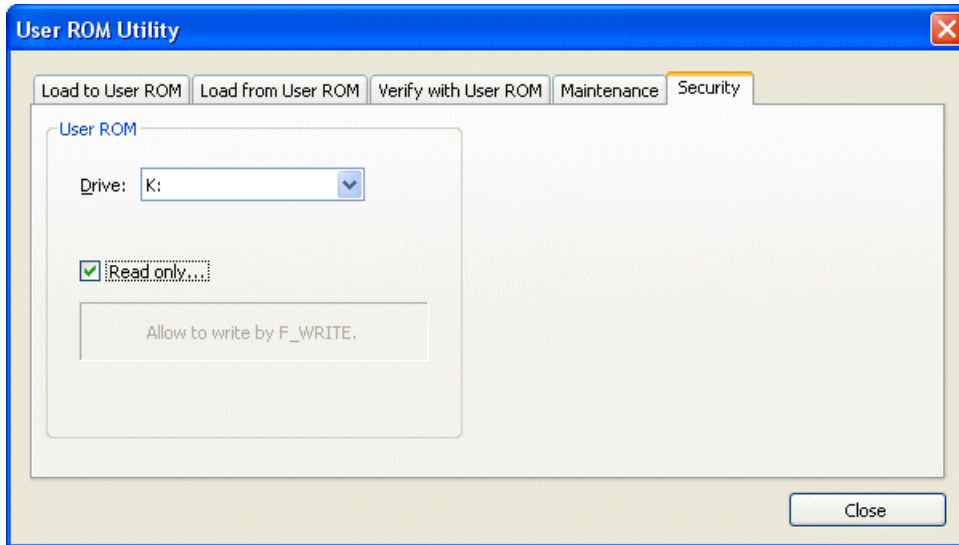 User ROM Utility
Load to User ROM Load from User ROM Verify with User ROM Maintenance Security
User ROM
Drive: K:
Read only...
Allow to write by F_WRITE.
Close